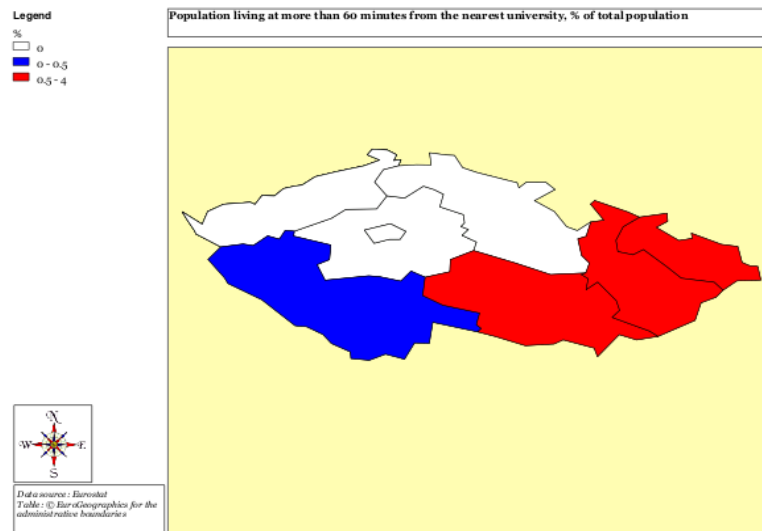 Legend
Population living at more than 60 minutes from the nearest university, % of total population
%
0
0 - 0.5
0.5 - 4
N
W
E
S
Data source : Eurostat
Table : © EuroGeographics for the
administrative boundaries